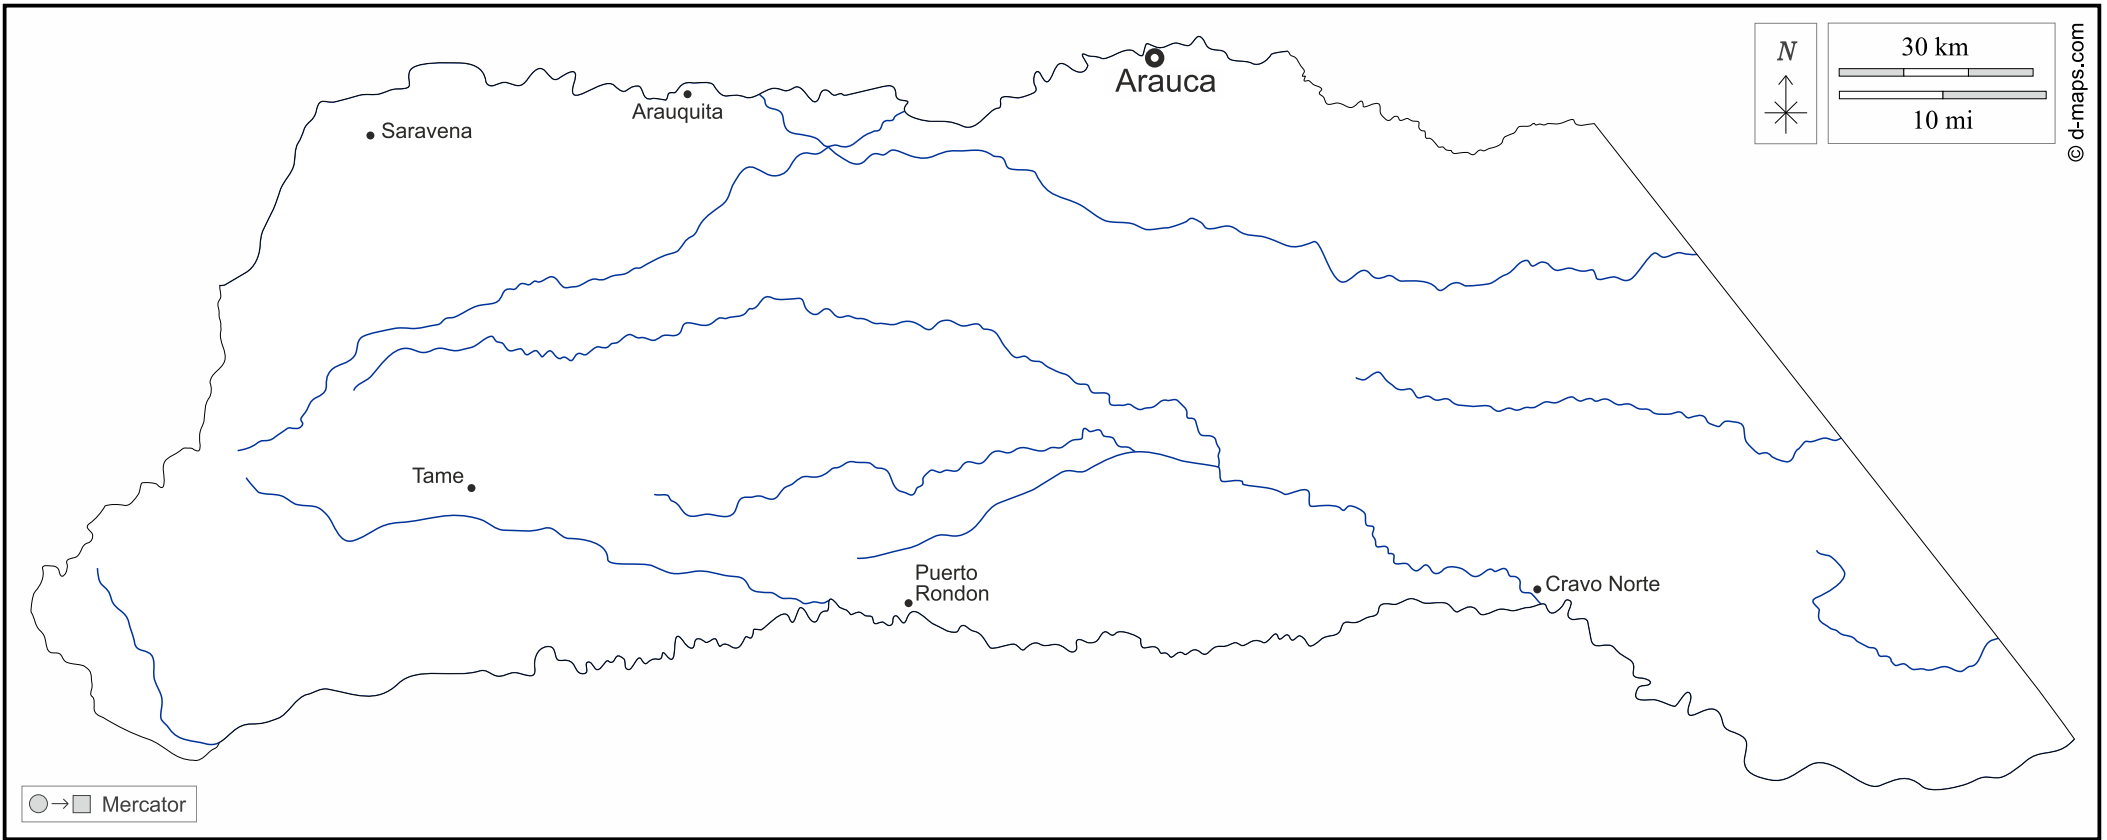 Arauca
Arauquita
Saravena
Tame
Puerto
Rondon
Cravo Norte
N
30 km
10 mi
© d-maps.com
Mercator